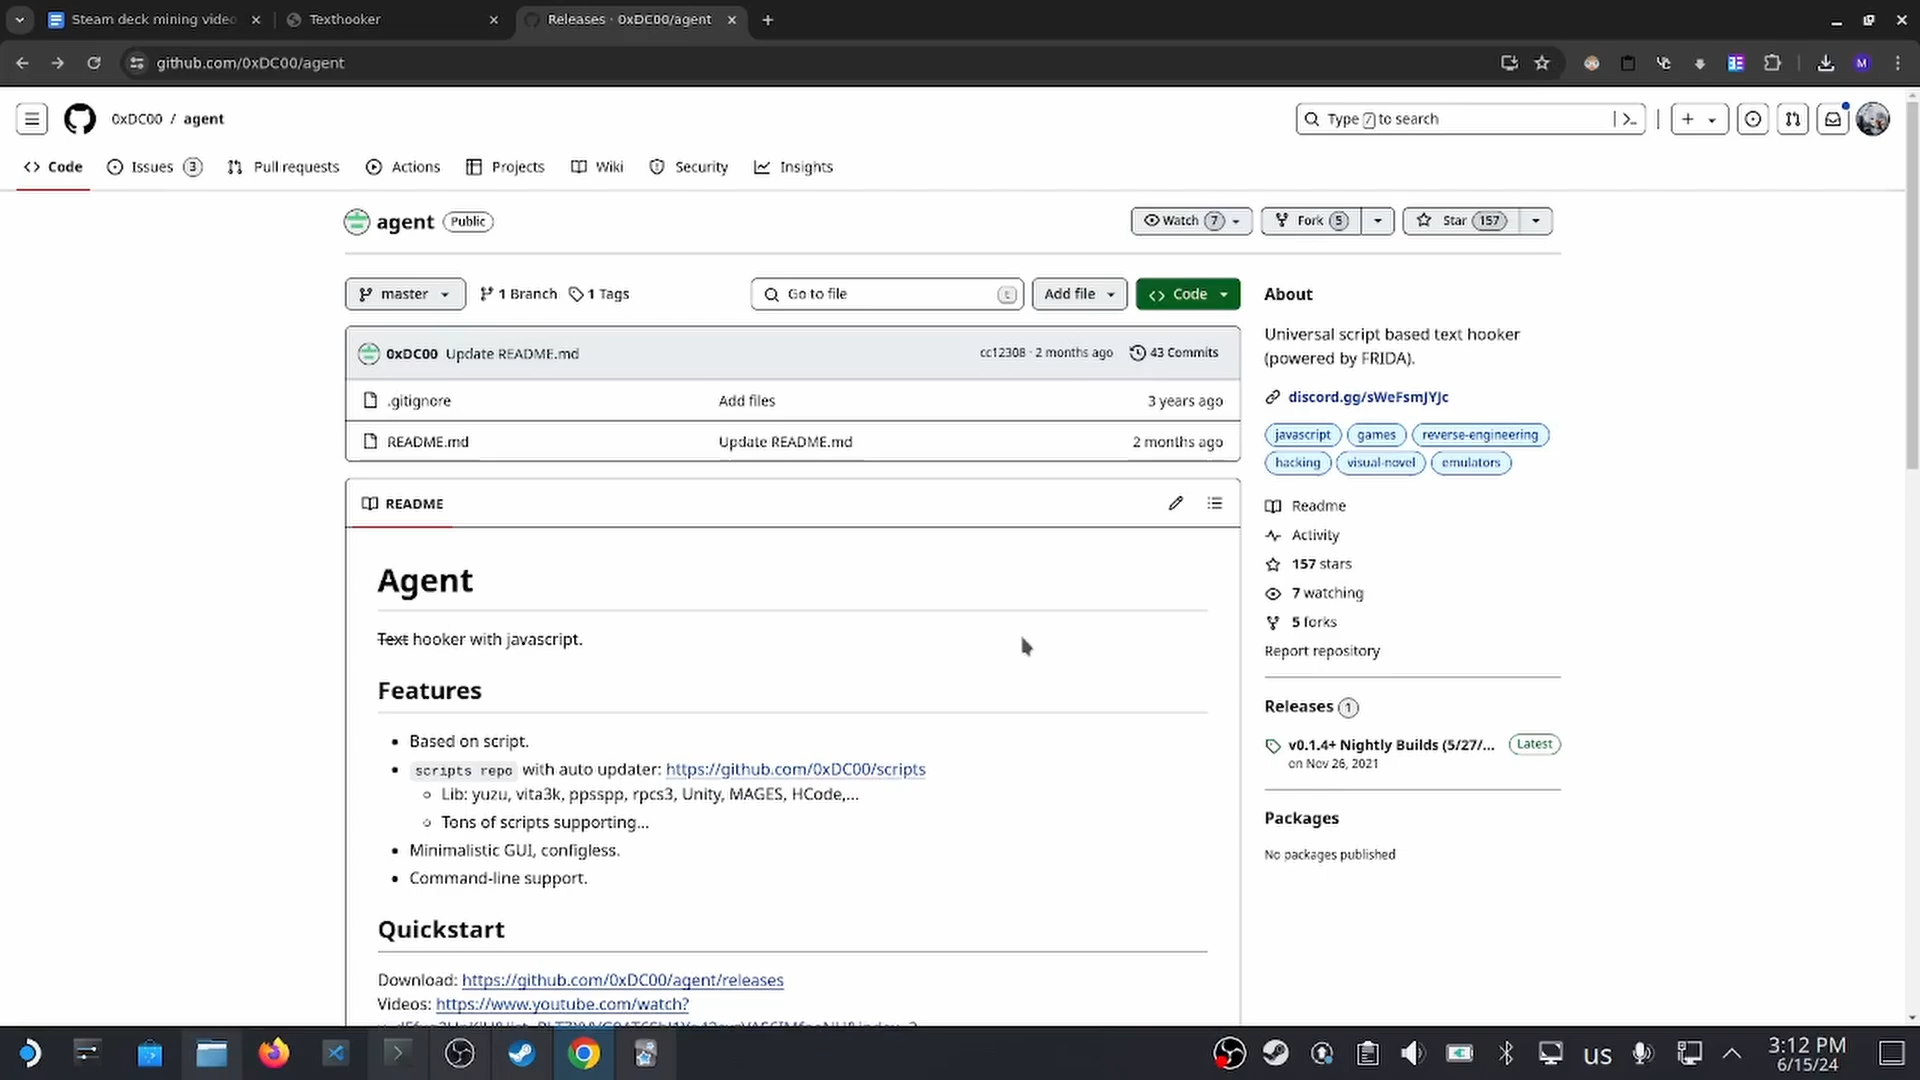 Steam deck mining video
Texthooker
Releases · 0xDC00/agent
github.com/0xDC00/agent
M
0xDC00 / agent
Type / to search
Code
Issues 3
Pull requests
Actions
Projects
Wiki
Security
Insights
agent Public
Watch 7
Fork 5
Star 157
master
1 Branch
1 Tags
Go to file
t
Add file
Code
0xDC00 Update README.md
cc12308 · 2 months ago
43 Commits
.gitignore
Add files
3 years ago
README.md
Update README.md
2 months ago
README
Agent
Text hooker with javascript.
Features
Based on script.
scripts repo with auto updater: https://github.com/0xDC00/scripts
Lib: yuzu, vita3k, ppsspp, rpcs3, Unity, MAGES, HCode,...
Tons of scripts supporting...
Minimalistic GUI, configless.
Command-line support.
Quickstart
Download: https://github.com/0xDC00/agent/releases
Videos: https://www.youtube.com/watch?
About
Universal script based text hooker
(powered by FRIDA).
discord.gg/sWeFsmJYJc
javascript
games
reverse-engineering
hacking
visual-novel
emulators
Readme
Activity
157 stars
7 watching
5 forks
Report repository
Releases 1
v0.1.4+ Nightly Builds (5/27/...
Latest
on Nov 26, 2021
Packages
No packages published
us
3:12 PM
6/15/24